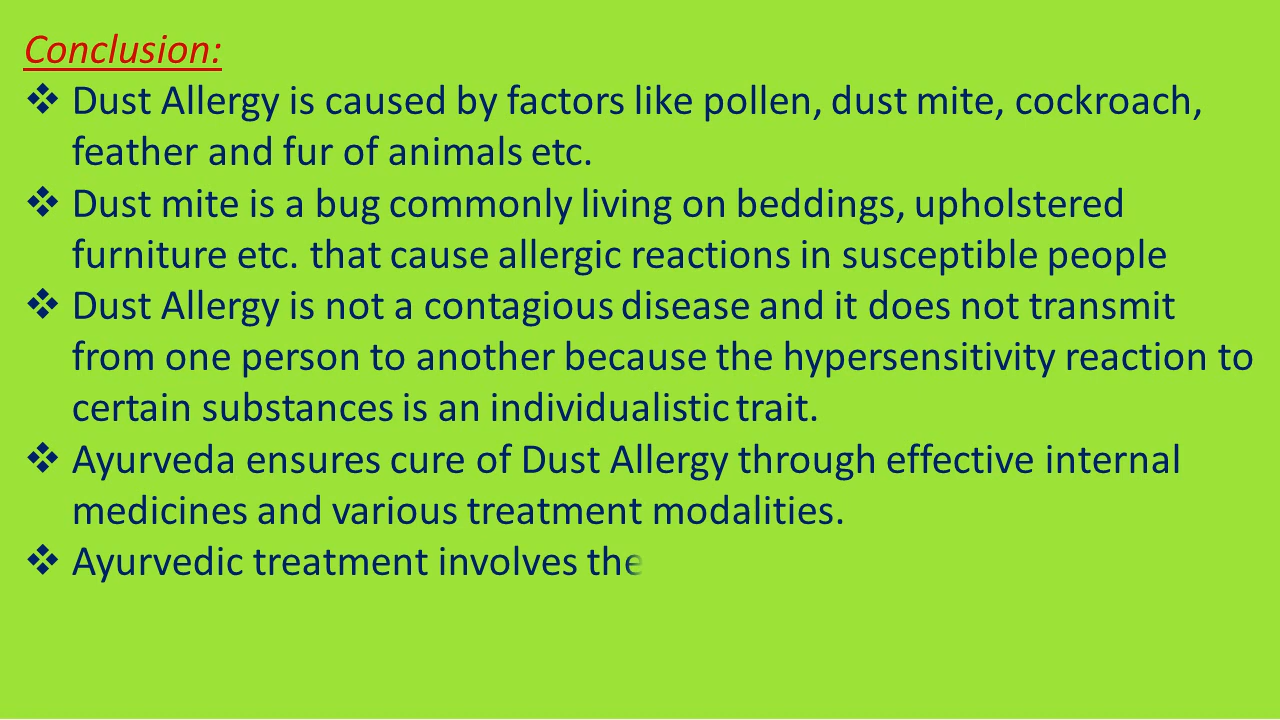 Conclusion:
❖ Dust Allergy is caused by factors like pollen, dust mite, cockroach,
feather and fur of animals etc.
❖ Dust mite is a bug commonly living on beddings, upholstered
furniture etc. that cause allergic reactions in susceptible people
❖ Dust Allergy is not a contagious disease and it does not transmit
from one person to another because the hypersensitivity reaction to
certain substances is an individualistic trait.
❖ Ayurveda ensures cure of Dust Allergy through effective internal
medicines and various treatment modalities.
❖ Ayurvedic treatment involves the